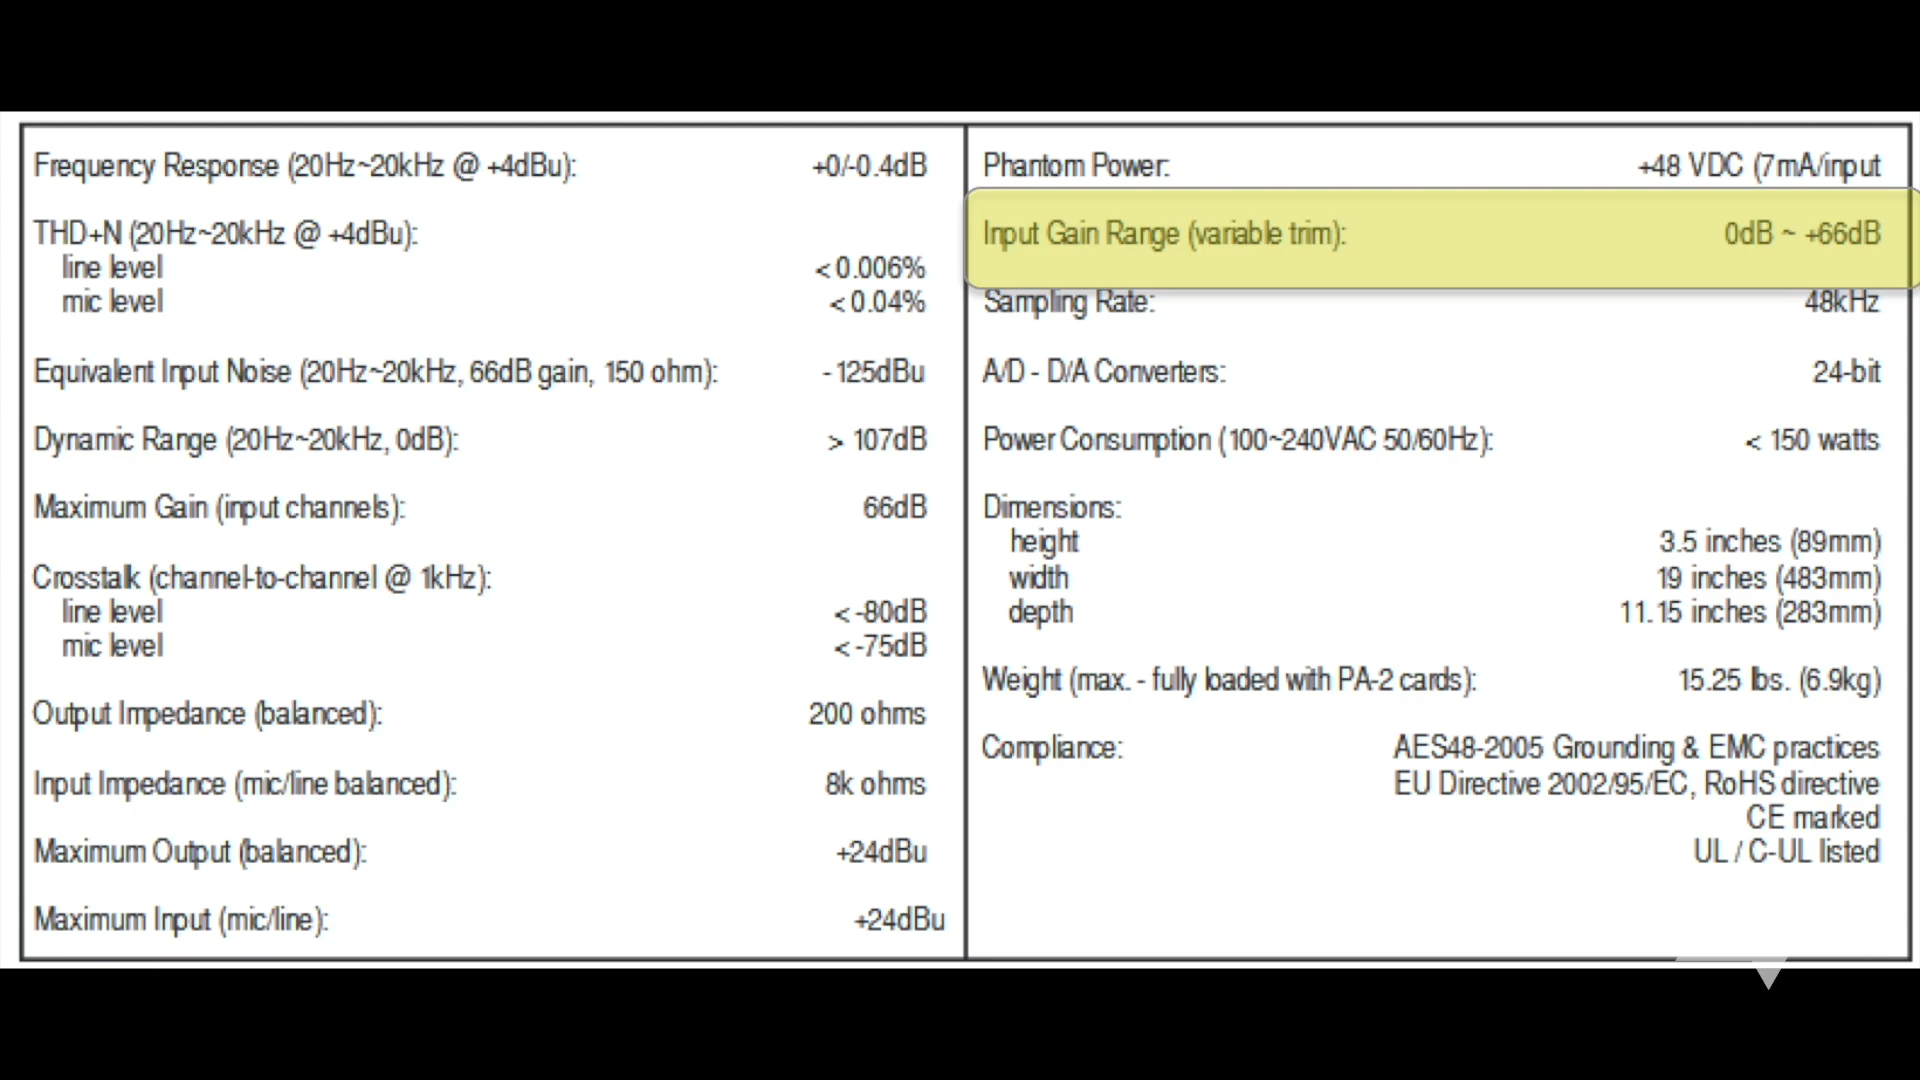 Frequency Response (20Hz~20kHz @ +4dBu): +0/-0.4dB
THD+N (20Hz~20kHz @ +4dBu):
line level < 0.006%
mic level < 0.04%
Equivalent Input Noise (20Hz~20kHz, 66dB gain, 150 ohm): -125dBu
Dynamic Range (20Hz~20kHz, 0dB): > 107dB
Maximum Gain (input channels): 66dB
Crosstalk (channel-to-channel @ 1kHz):
line level < -80dB
mic level < -75dB
Output Impedance (balanced): 200 ohms
Input Impedance (mic/line balanced): 8k ohms
Maximum Output (balanced): +24dBu
Maximum Input (mic/line): +24dBu
Phantom Power: +48 VDC (7mA/input
Input Gain Range (variable trim): 0dB ~ +66dB
Sampling Rate: 48kHz
A/D - D/A Converters: 24-bit
Power Consumption (100~240VAC 50/60Hz): < 150 watts
Dimensions:
height 3.5 inches (89mm)
width 19 inches (483mm)
depth 11.15 inches (283mm)
Weight (max. - fully loaded with PA-2 cards): 15.25 lbs. (6.9kg)
Compliance: AES48-2005 Grounding & EMC practices
EU Directive 2002/95/EC, RoHS directive
CE marked
UL / C-UL listed